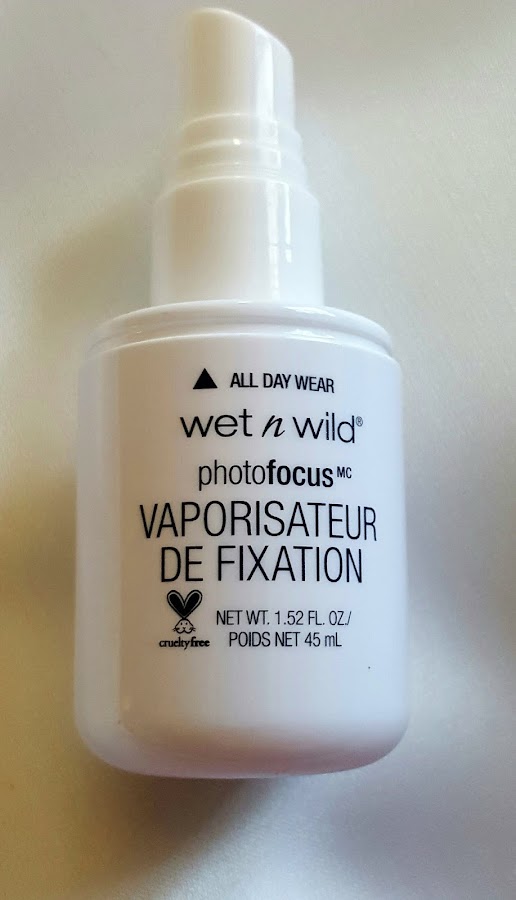 ▲ ALL DAY WEAR
wet n wild®
photofocus MC
VAPORISATEUR
DE FIXATION
crueltyfree
NET WT. 1.52 FL. OZ./
POIDS NET 45 mL